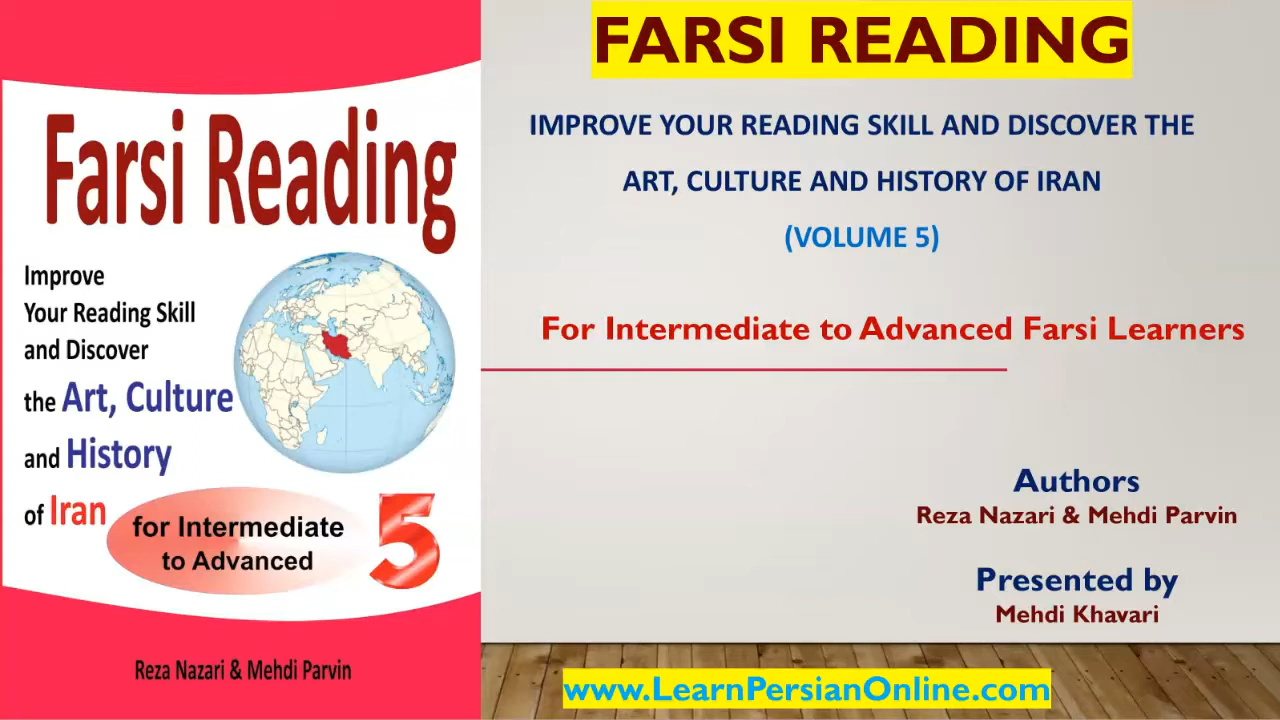 Farsi Reading
Improve
Your Reading Skill
and Discover
the Art, Culture
and History
of Iran
for Intermediate
to Advanced
5
Reza Nazari & Mehdi Parvin
FARSI READING
IMPROVE YOUR READING SKILL AND DISCOVER THE
ART, CULTURE AND HISTORY OF IRAN
(VOLUME 5)
For Intermediate to Advanced Farsi Learners
Authors
Reza Nazari & Mehdi Parvin
Presented by
Mehdi Khavari
www.LearnPersianOnline.com